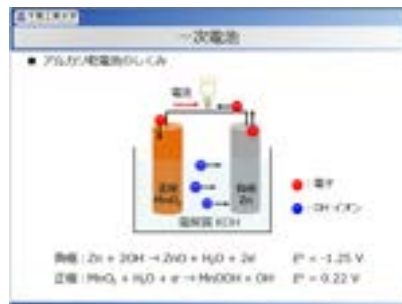 一次電池
■ アルカリ乾電池のしくみ
電流
正極
MnO₂
負極
Zn
電解質 KOH
: 電子
: OH⁻イオン
負極 : Zn + 2OH⁻ → ZnO + H₂O + 2e⁻ E° = -1.25 V
正極 : MnO₂ + H₂O + e⁻ → MnOOH + OH⁻ E° = 0.22 V